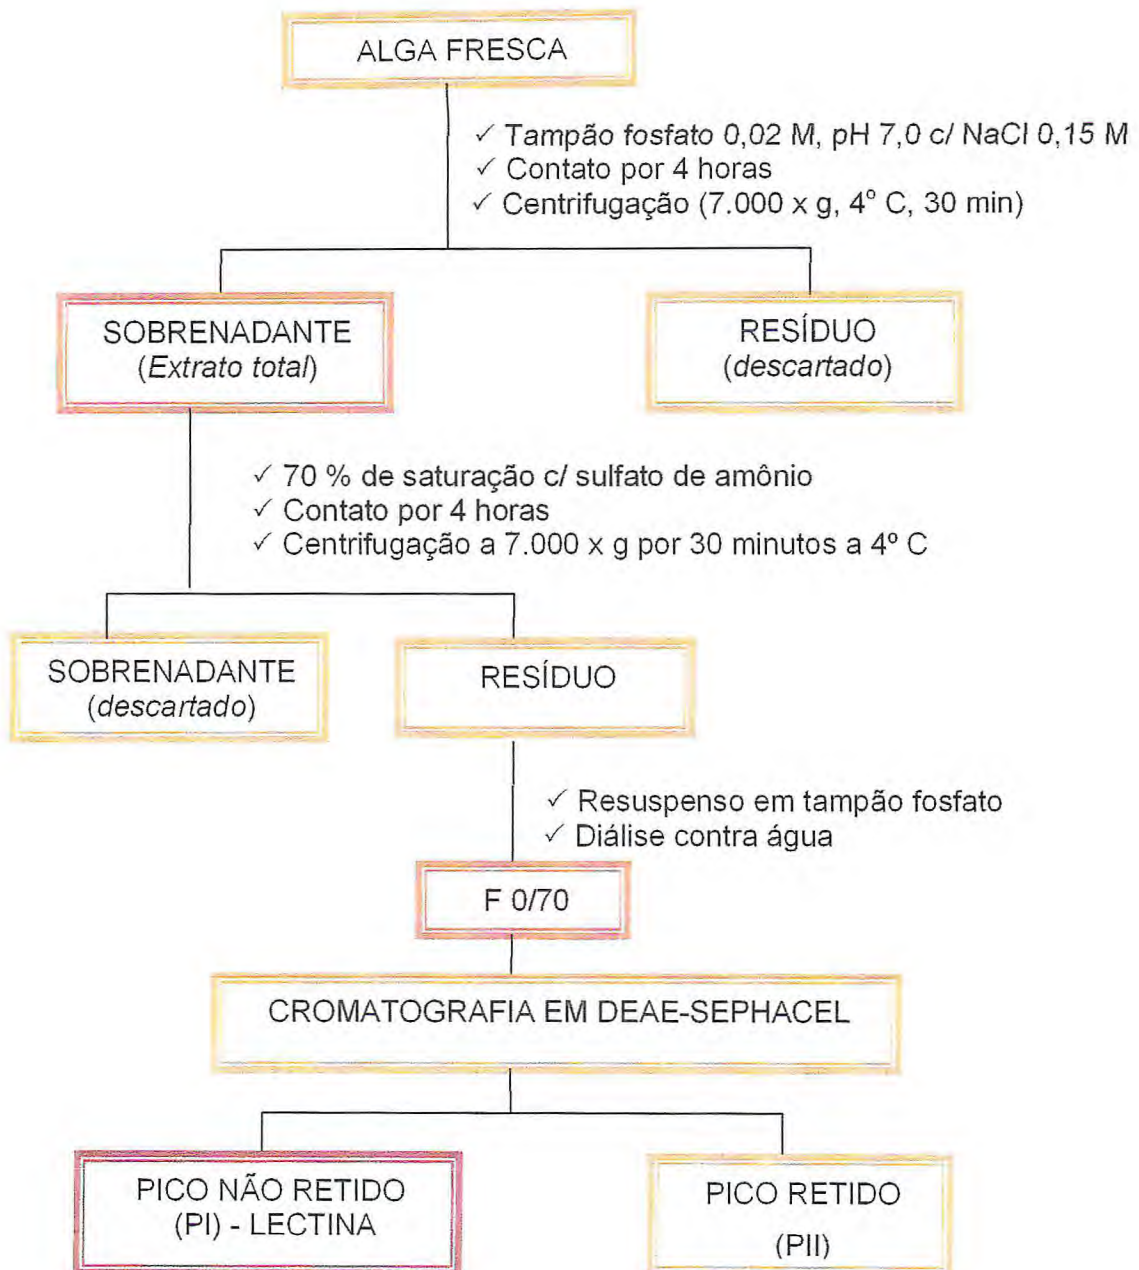 ALGA FRESCA
✓ Tampão fosfato 0,02 M, pH 7,0 c/ NaCl 0,15 M
✓ Contato por 4 horas
✓ Centrifugação (7.000 x g, 4º C, 30 min)
SOBRENADANTE
(Extrato total)
RESÍDUO
(descartado)
✓ 70 % de saturação c/ sulfato de amônio
✓ Contato por 4 horas
✓ Centrifugação a 7.000 x g por 30 minutos a 4º C
SOBRENADANTE
(descartado)
RESÍDUO
✓ Resuspenso em tampão fosfato
✓ Diálise contra água
F 0/70
CROMATOGRAFIA EM DEAE-SEPHACEL
PICO NÃO RETIDO
(PI) - LECTINA
PICO RETIDO
(PII)